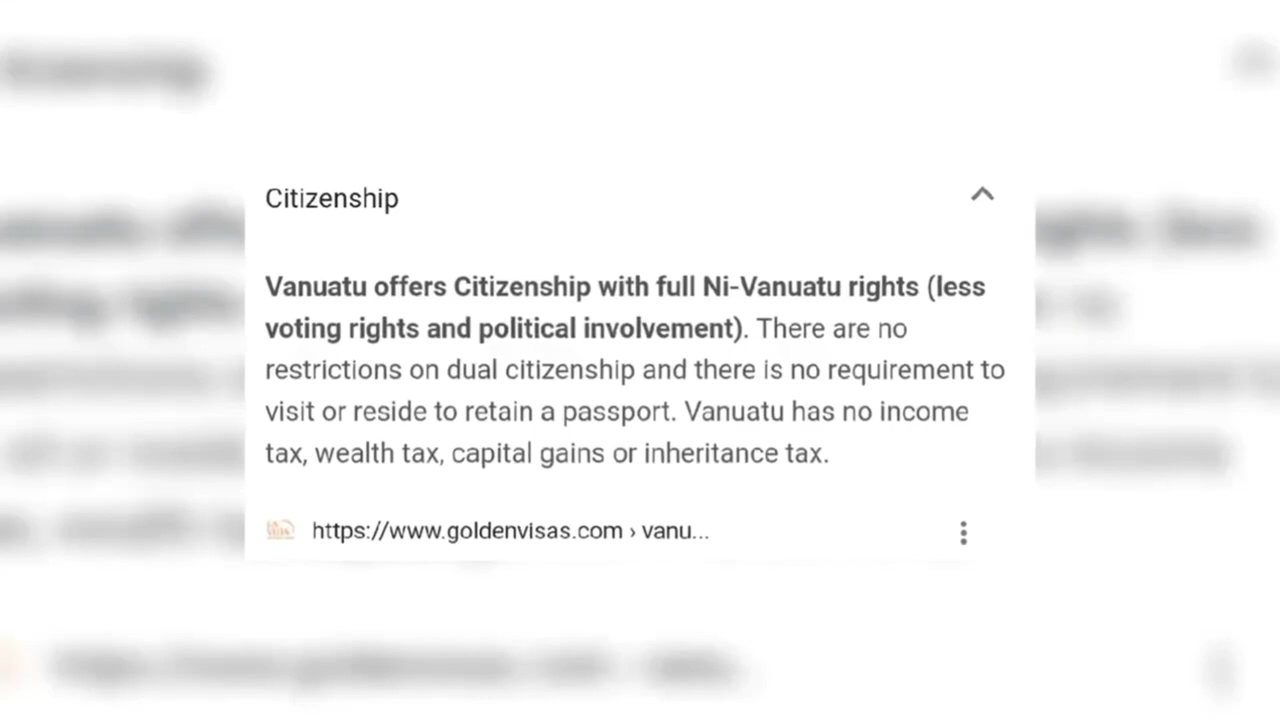 Citizenship
Vanuatu offers Citizenship with full Ni-Vanuatu rights (less
voting rights and political involvement). There are no
restrictions on dual citizenship and there is no requirement to
visit or reside to retain a passport. Vanuatu has no income
tax, wealth tax, capital gains or inheritance tax.
https://www.goldenvisas.com › vanu...